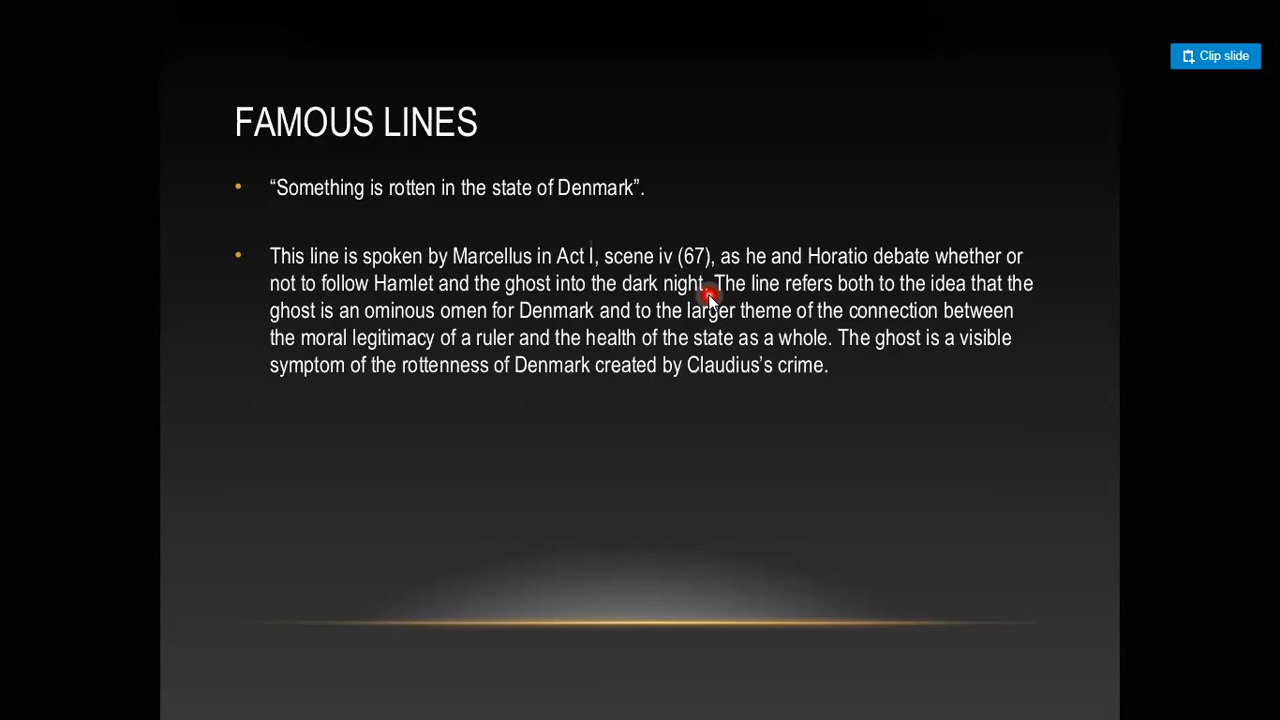 Clip slide
FAMOUS LINES
• “Something is rotten in the state of Denmark”.
• This line is spoken by Marcellus in Act I, scene iv (67), as he and Horatio debate whether or
not to follow Hamlet and the ghost into the dark night. The line refers both to the idea that the
ghost is an ominous omen for Denmark and to the larger theme of the connection between
the moral legitimacy of a ruler and the health of the state as a whole. The ghost is a visible
symptom of the rottenness of Denmark created by Claudius’s crime.